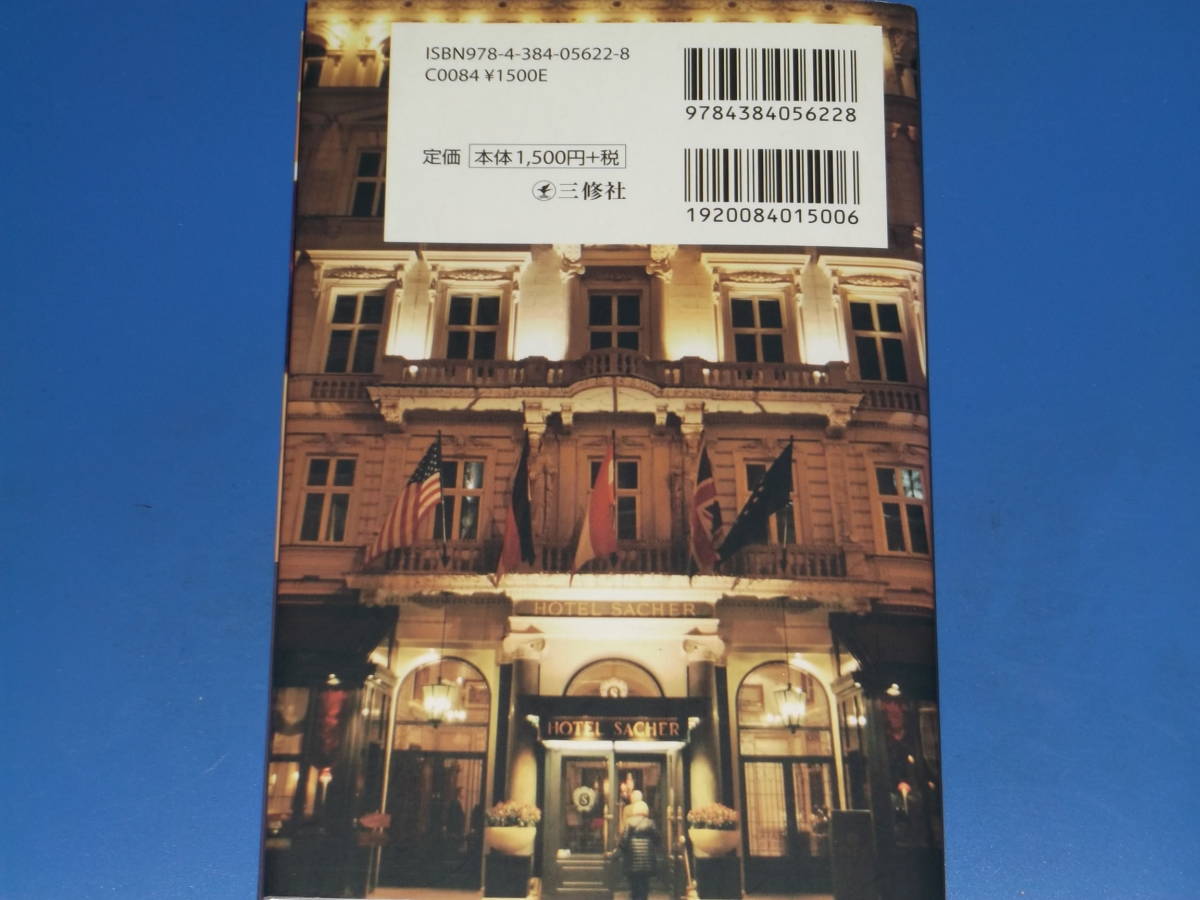 ISBN978-4-384-05622-8
C0084 ¥1500E
9784384056228
定価 本体1,500円+税
三修社
1920084015006
HOTEL SACHER
HOTEL SACHER
S